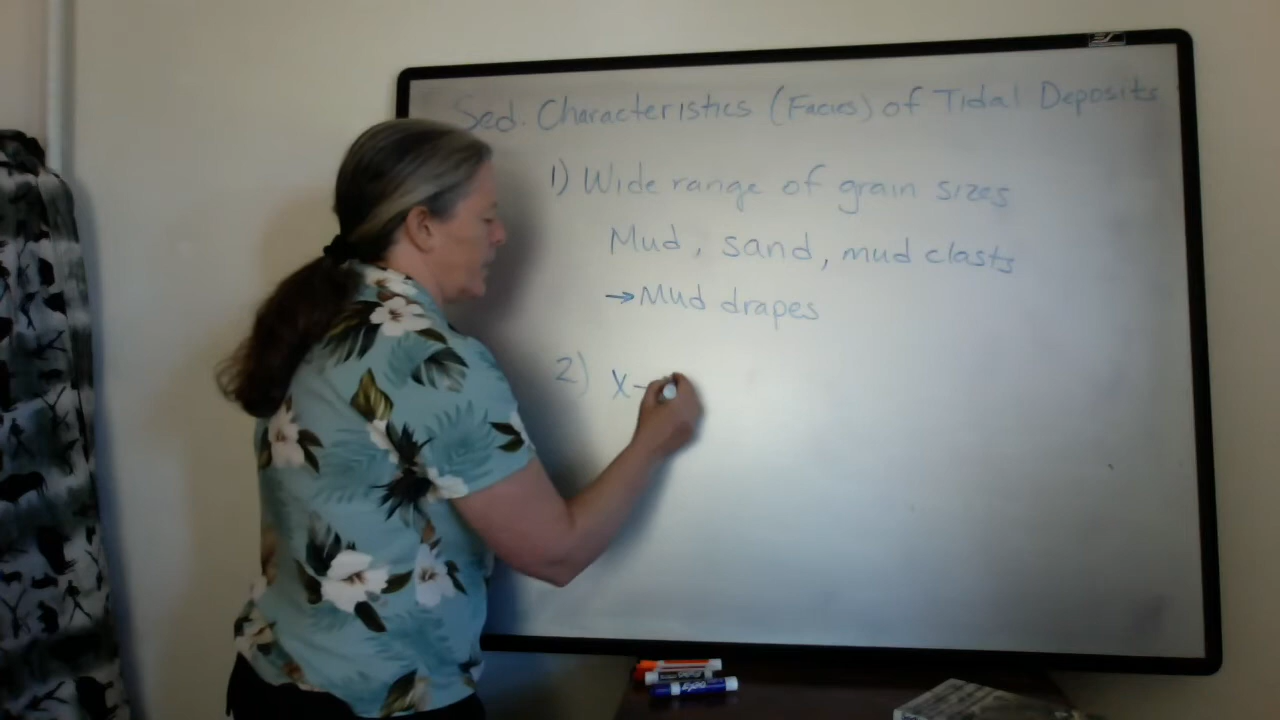 Sed. Characteristics (Facies) of Tidal Deposits
1) Wide range of grain sizes
Mud, sand, mud clasts
→ Mud drapes
2) X-